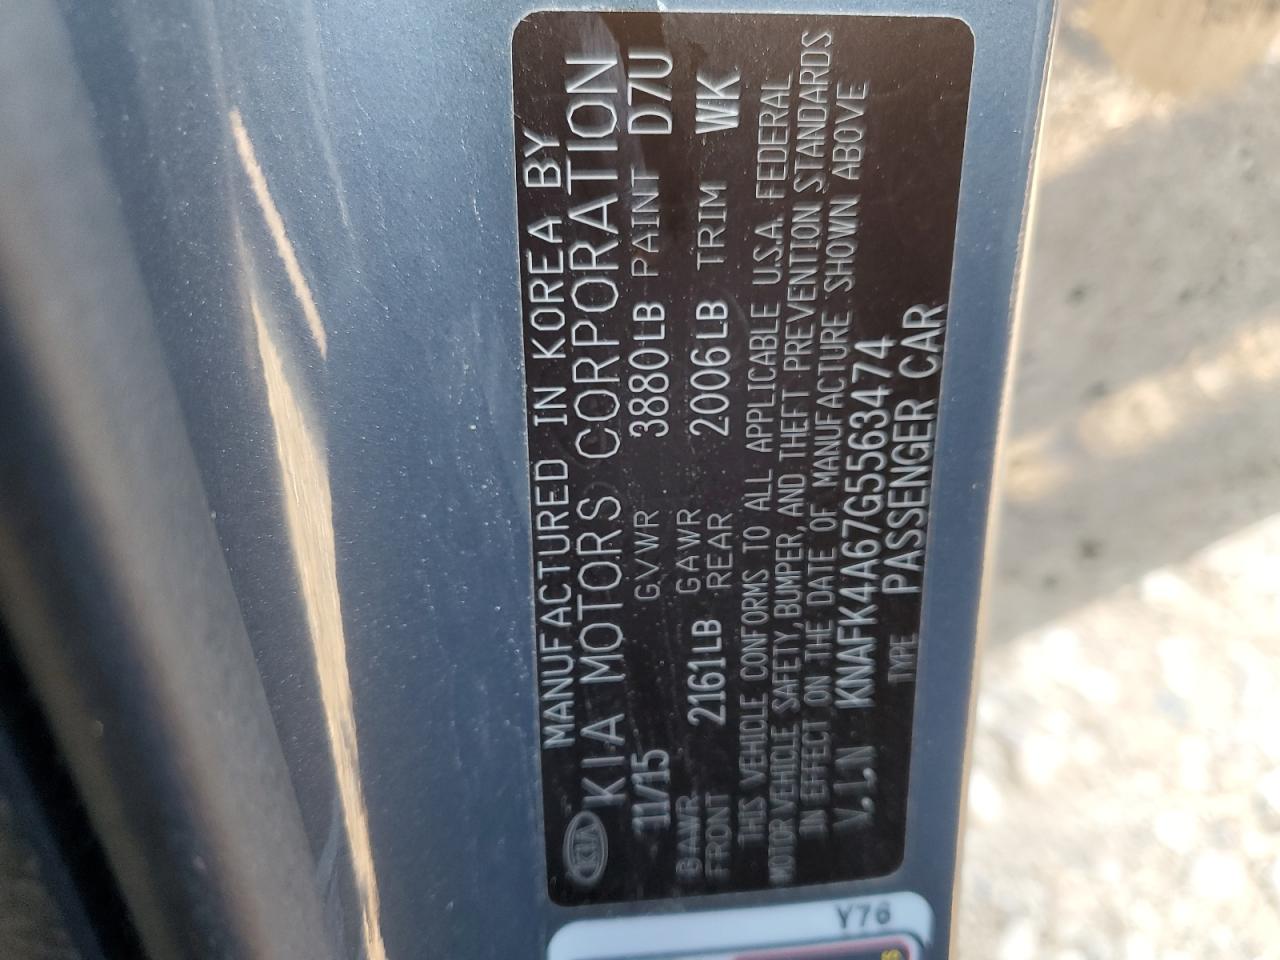 MANUFACTURED IN KOREA BY
KIA KIA MOTORS CORPORATION
11/15 GVWR 3880LB PAINT D7U
GAWR FRONT 2161LB GAWR REAR 2006LB TRIM WK
THIS VEHICLE CONFORMS TO ALL APPLICABLE U.S.A. FEDERAL
MOTOR VEHICLE SAFETY, BUMPER, AND THEFT PREVENTION STANDARDS
IN EFFECT ON THE DATE OF MANUFACTURE SHOWN ABOVE
V.I.N KNAFK4A67G5563474
TYPE PASSENGER CAR
Y76